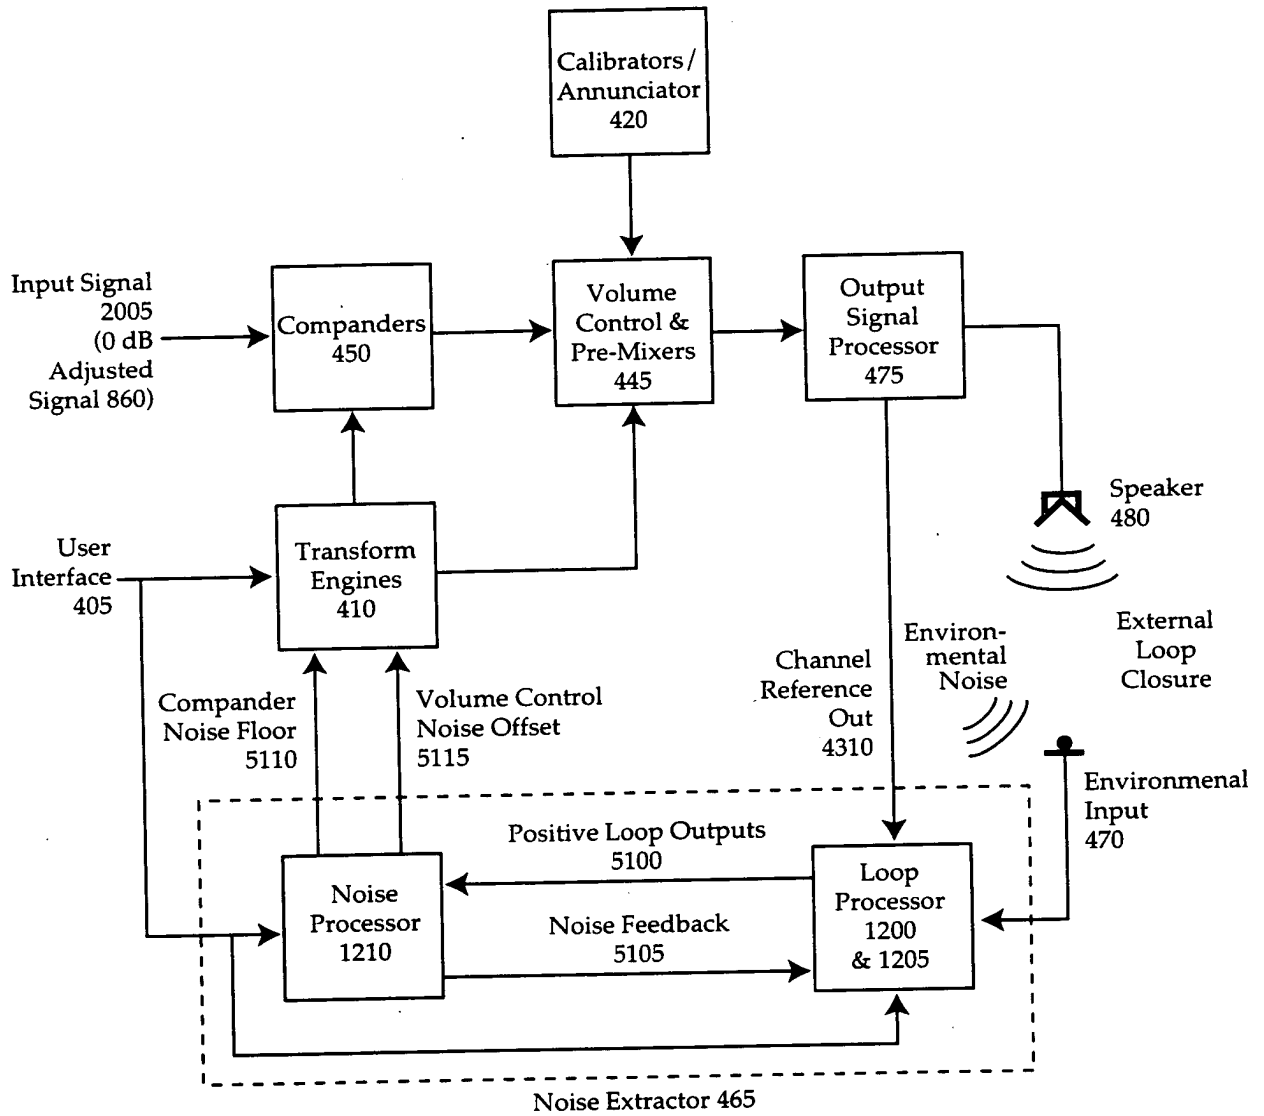 Calibrators/
Annunciator
420
Input Signal
2005
(0 dB
Adjusted
Signal 860)
Companders
450
Volume
Control &
Pre-Mixers
445
Output
Signal
Processor
475
Speaker
480
User
Interface
405
Transform
Engines
410
Environ-
mental
Noise
External
Loop
Closure
Channel
Reference
Out
4310
Compander
Noise Floor
5110
Volume Control
Noise Offset
5115
Environmenal
Input
470
Positive Loop Outputs
5100
Noise
Processor
1210
Noise Feedback
5105
Loop
Processor
1200
& 1205
Noise Extractor 465